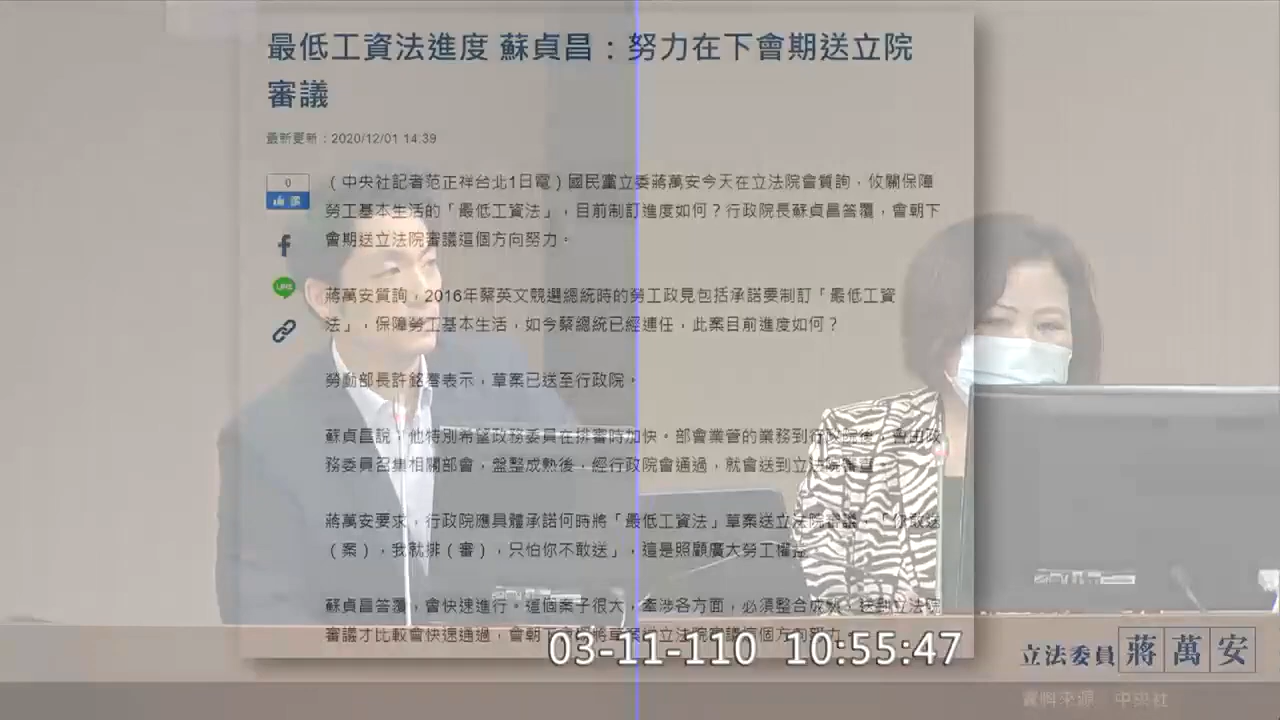 最低工資法進度 蘇貞昌：努力在下會期送立院
審議
最新更新：2020/12/01 14:39
0
讚
（中央社記者范正祥台北1日電）國民黨立委蔣萬安今天在立法院會質詢，攸關保障
勞工基本生活的「最低工資法」，目前制訂進度如何？行政院長蘇貞昌答覆，會朝下
會期送立法院審議這個方向努力。
LINE
蔣萬安質詢，2016年蔡英文競選總統時的勞工政見包括承諾要制訂「最低工資
法」，保障勞工基本生活，如今蔡總統已經連任，此案目前進度如何？
勞動部長許銘春表示，草案已送至行政院。
蘇貞昌說，他特別希望政務委員在排審時加快。部會業管的業務到行政院後，會由政
務委員召集相關部會，盤整成熟後，經行政院會通過，就會送到立法院審查。
蔣萬安要求，行政院應具體承諾何時將「最低工資法」草案送立法院審議，「你敢送
（案），我就排（審），只怕你不敢送」，這是照顧廣大勞工權益。
蘇貞昌答覆，會快速進行。這個案子很大，牽涉各方面，必須整合成熟，送到立法院
審議才比較會快速通過，會朝下會期將草案送立法院審議這個方向努力。
03-11-110 10:55:47
立法委員 蔣萬安
資料來源 中央社